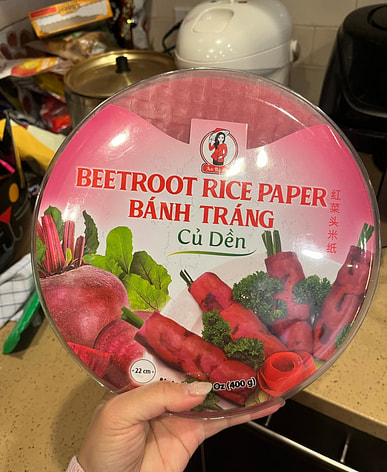 BEETROOT RICE PAPER
BÁNH TRÁNG
Củ Dền
红菜头米纸
22 cm
Oz (400 g)